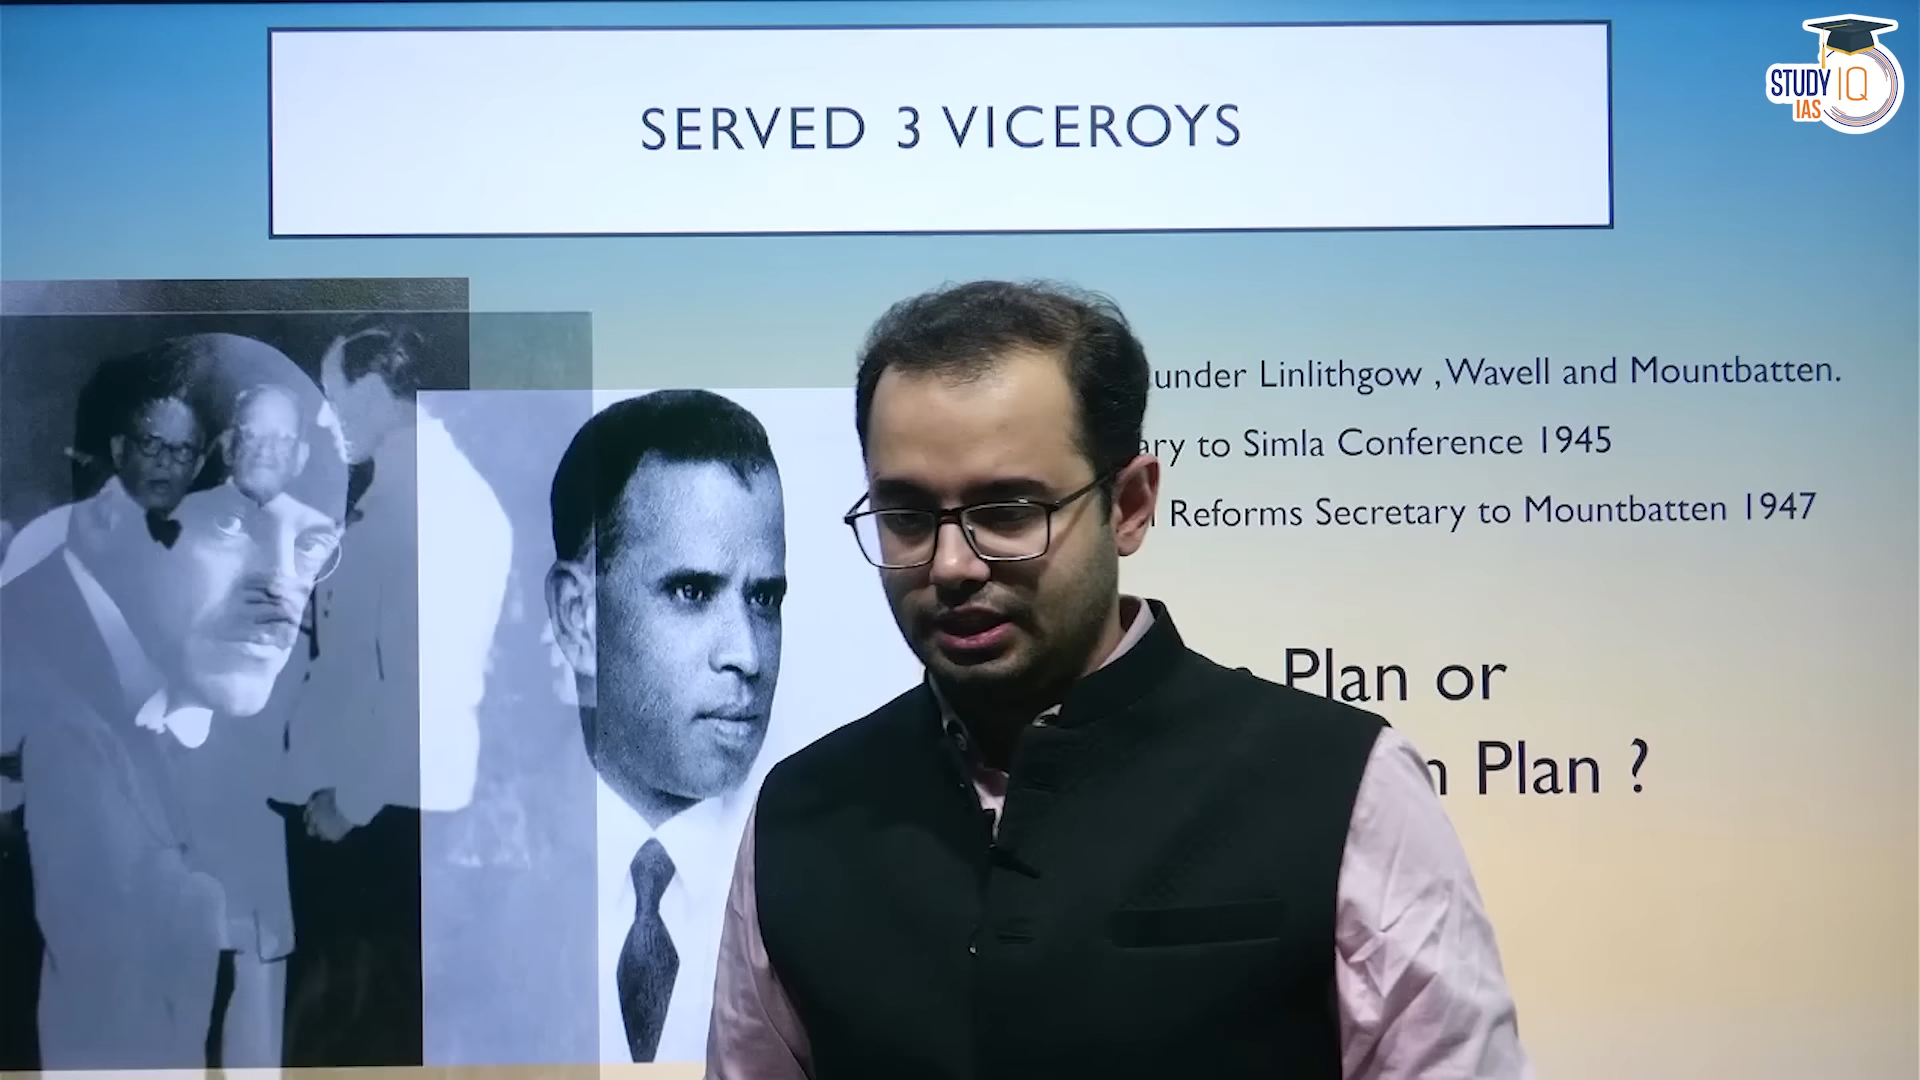 STUDY IQ
IAS
SERVED 3 VICEROYS
under Linlithgow , Wavell and Mountbatten.
to Simla Conference 1945
Reforms Secretary to Mountbatten 1947
Plan or
Plan ?